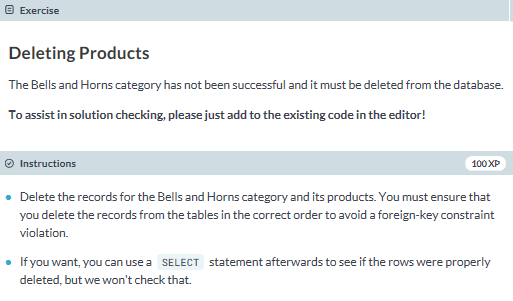 Exercise
Deleting Products
The Bells and Horns category has not been successful and it must be deleted from the database.
To assist in solution checking, please just add to the existing code in the editor!
Instructions
100 XP
Delete the records for the Bells and Horns category and its products. You must ensure that
you delete the records from the tables in the correct order to avoid a foreign-key constraint
violation.
If you want, you can use a SELECT statement afterwards to see if the rows were properly
deleted, but we won't check that.